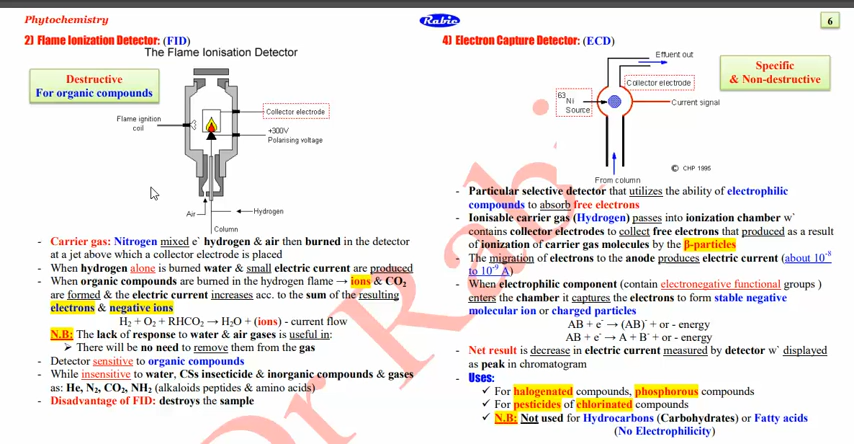 Phytochemistry
Rabie
6
2) Flame Ionization Detector: (FID)
The Flame Ionisation Detector
Destructive
For organic compounds
Flame ignition
coil
Collector electrode
+300V
Polarising voltage
Air
Hydrogen
Column
- Carrier gas: Nitrogen mixed e` hydrogen & air then burned in the detector
at a jet above which a collector electrode is placed
- When hydrogen alone is burned water & small electric current are produced
- When organic compounds are burned in the hydrogen flame → ions & CO2
are formed & the electric current increases acc. to the sum of the resulting
electrons & negative ions
H2 + O2 + RHCO2 → H2O + (ions) - current flow
N.B: The lack of response to water & air gases is useful in:
➢ There will be no need to remove them from the gas
- Detector sensitive to organic compounds
- While insensitive to water, CSs insecticide & inorganic compounds & gases
as: He, N2, CO2, NH2 (alkaloids peptides & amino acids)
- Disadvantage of FID: destroys the sample
4) Electron Capture Detector: (ECD)
Effluent out
Specific
& Non-destructive
Collector electrode
63
Ni
Source
Current signal
© CHP 1995
From column
- Particular selective detector that utilizes the ability of electrophilic
compounds to absorb free electrons
- Ionisable carrier gas (Hydrogen) passes into ionization chamber w`
contains collector electrodes to collect free electrons that produced as a result
of ionization of carrier gas molecules by the β-particles
- The migration of electrons to the anode produces electric current (about 10-8
to 10-9 A)
- When electrophilic component (contain electronegative functional groups )
enters the chamber it captures the electrons to form stable negative
molecular ion or charged particles
AB + e- → (AB)- + or - energy
AB + e- → A + B- + or - energy
- Net result is decrease in electric current measured by detector w` displayed
as peak in chromatogram
- Uses:
✓ For halogenated compounds, phosphorous compounds
✓ For pesticides of chlorinated compounds
✓ N.B: Not used for Hydrocarbons (Carbohydrates) or Fatty acids
(No Electrophilicity)
Dr Rabi